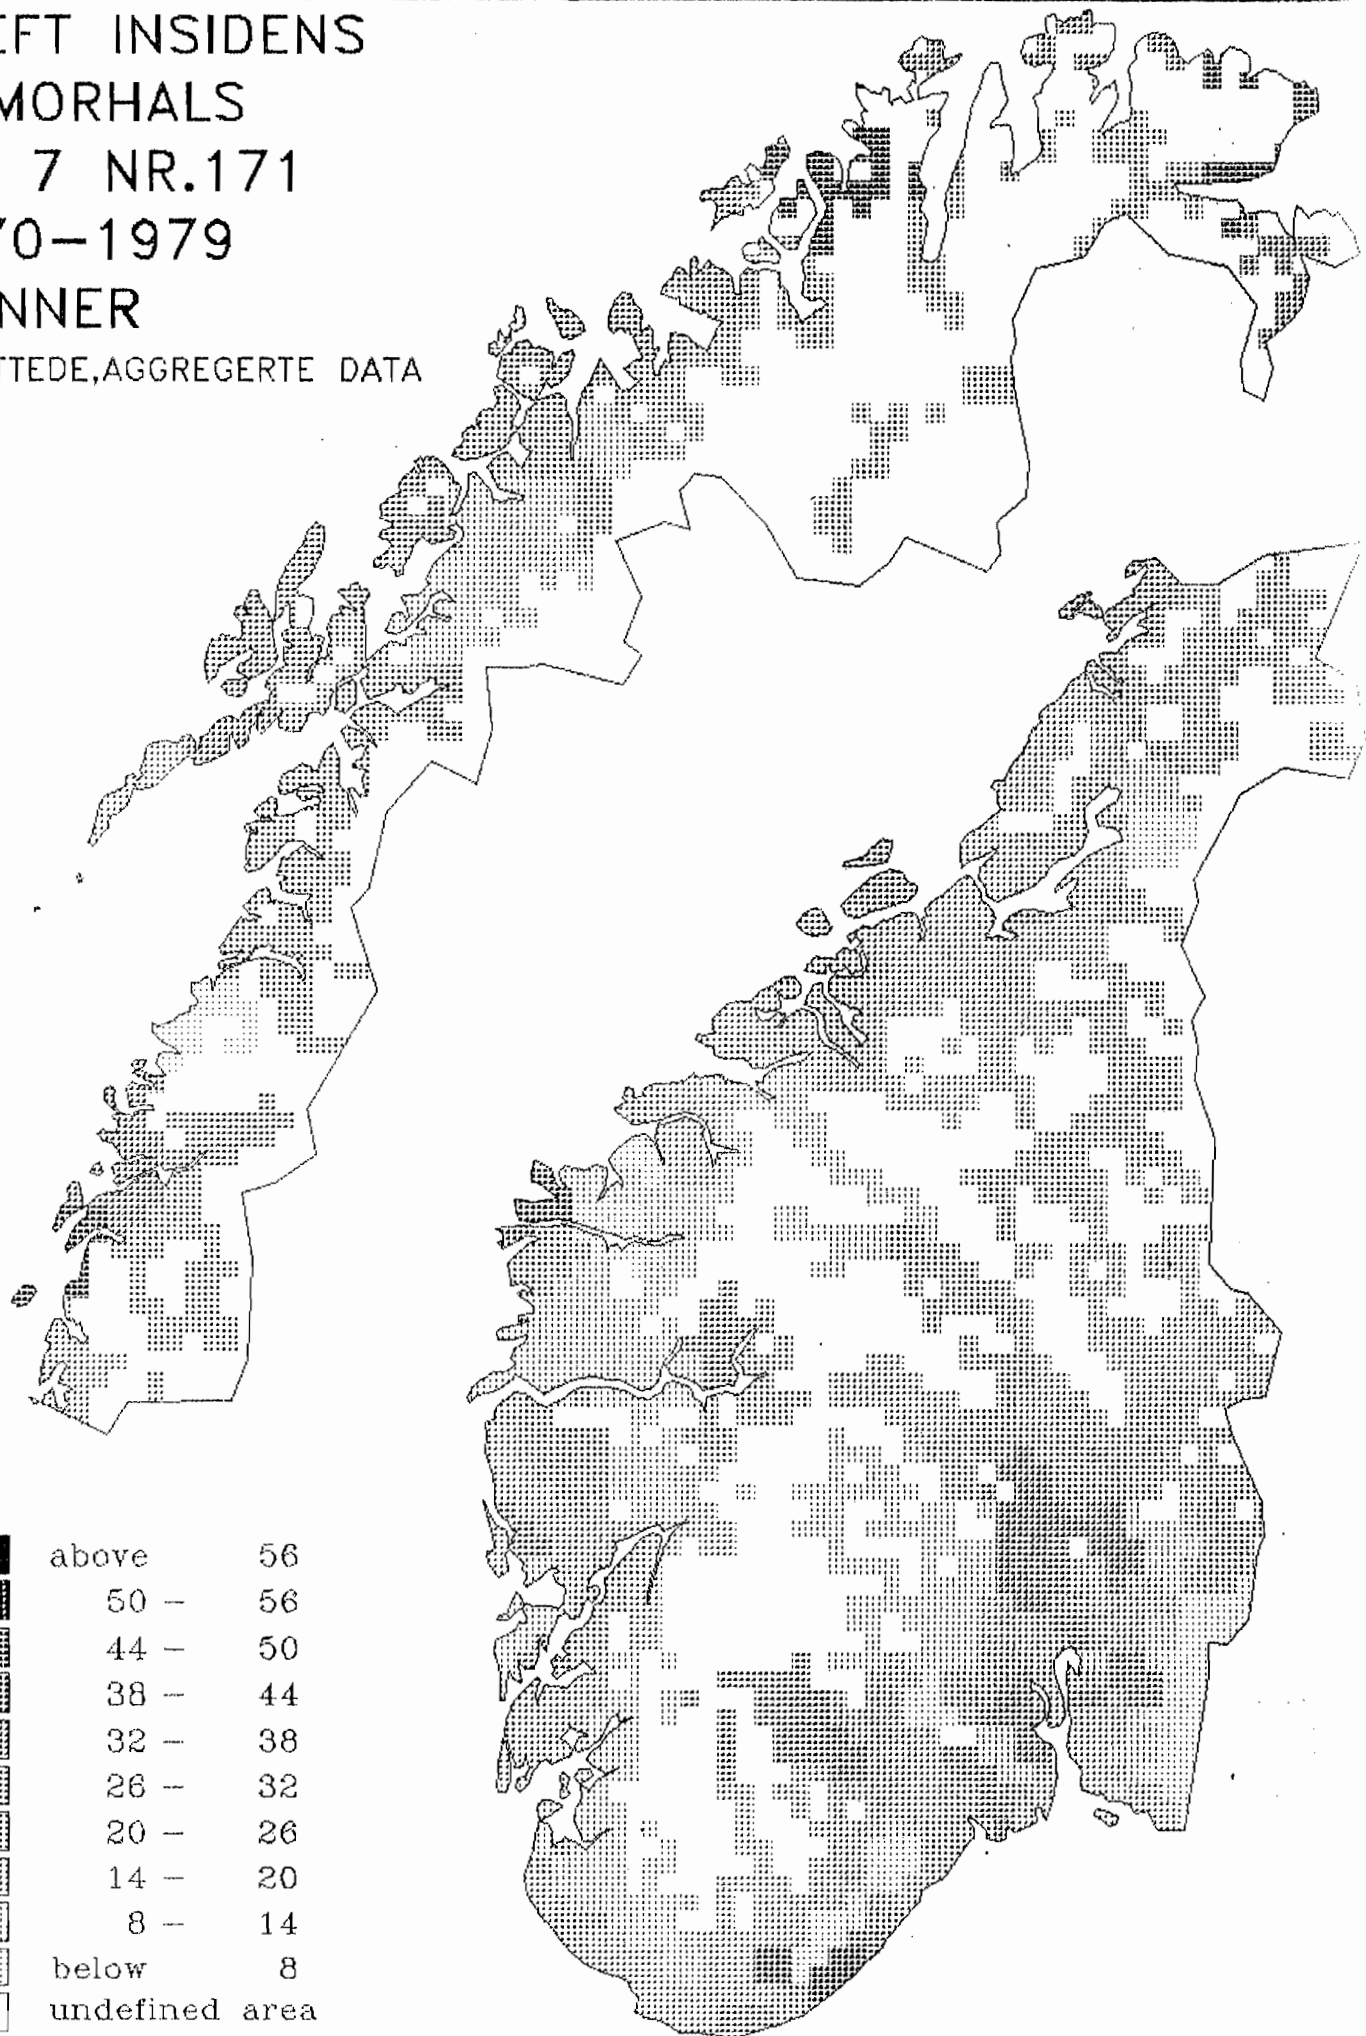 EFT INSIDENS
MORHALS
7 NR.171
70-1979
NNER
TTEDE,AGGREGERTE DATA
above 56
50 - 56
44 - 50
38 - 44
32 - 38
26 - 32
20 - 26
14 - 20
8 - 14
below 8
undefined area